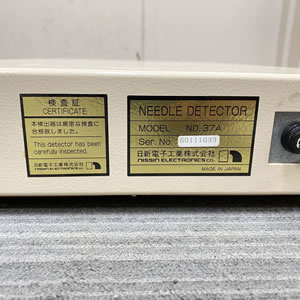 検査証
CERTIFICATE
本検出器は厳密な検査に
合格致しました。
This detector has been
carefully inspected.
日新電子工業株式会社
NISSIN ELECTRONICS CO.
NEEDLE DETECTOR
MODEL ND.37A
Ser. No. 60111033
日新電子工業株式会社
NISSIN ELECTRONICS CO.
MADE IN JAPAN